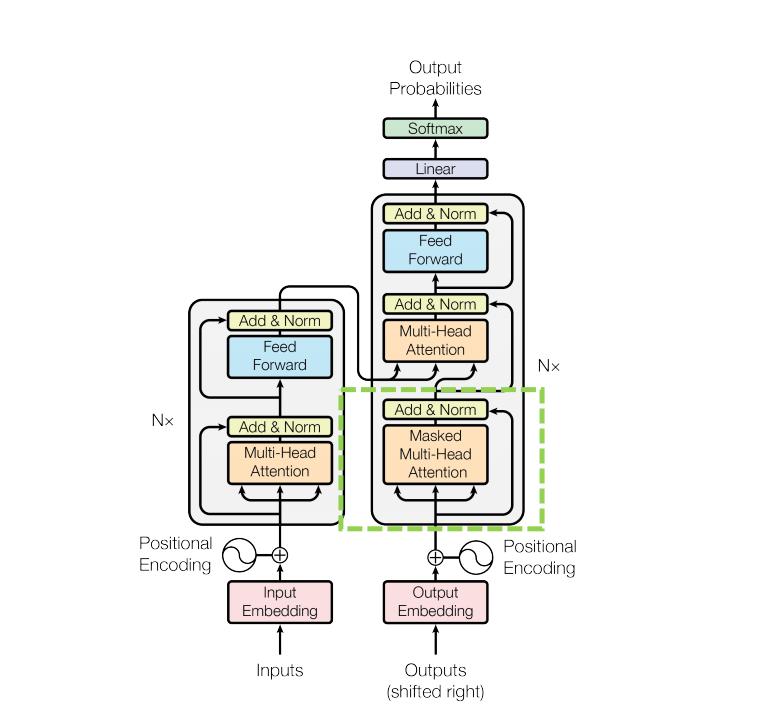 Output
Probabilities
Softmax
Linear
Add & Norm
Feed
Forward
Add & Norm
Multi-Head
Attention
N×
Add & Norm
Masked
Multi-Head
Attention
Add & Norm
Feed
Forward
N×
Add & Norm
Multi-Head
Attention
Positional
Encoding
Positional
Encoding
Input
Embedding
Output
Embedding
Inputs
Outputs
(shifted right)